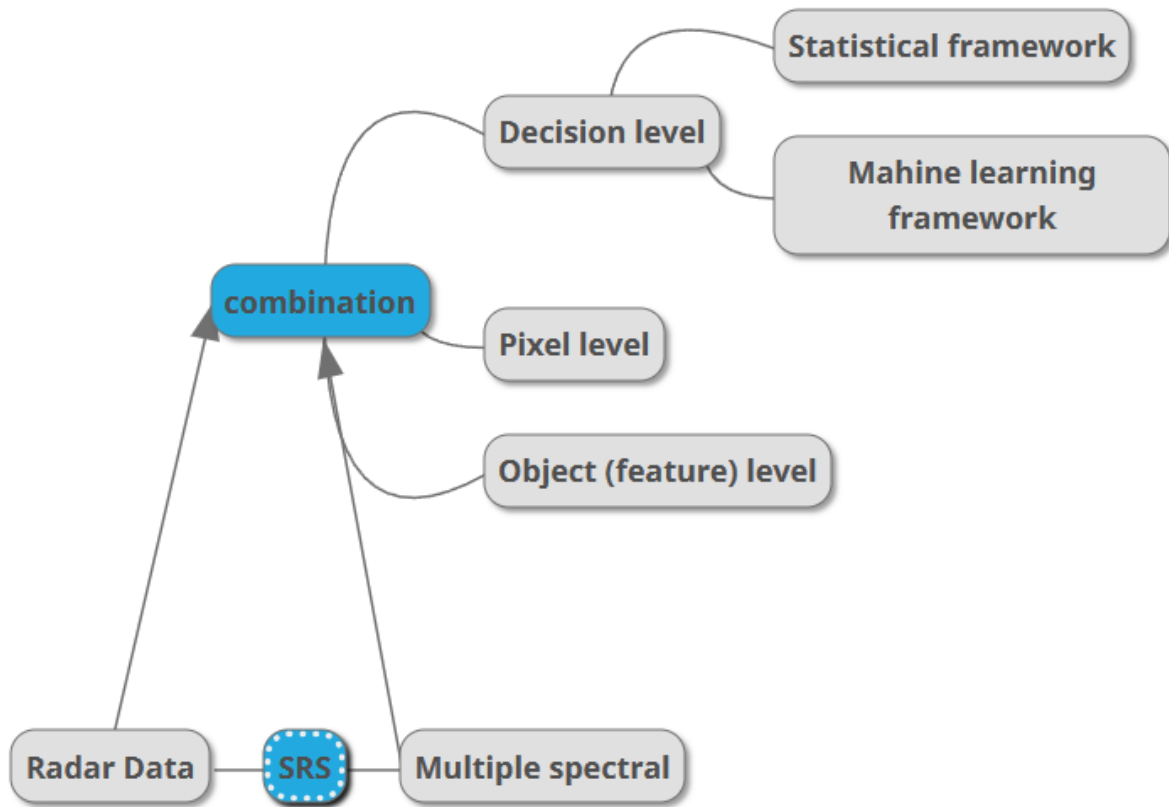 Statistical framework
Decision level
Mahine learning
framework
combination
Pixel level
Object (feature) level
Radar Data
SRS
Multiple spectral